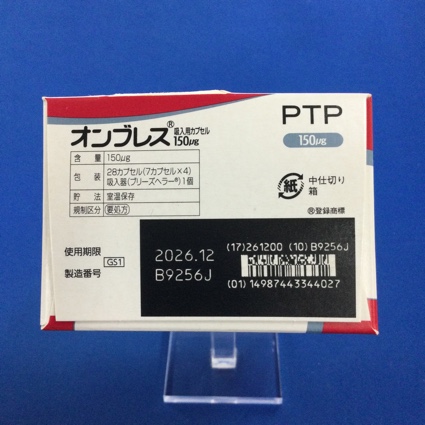 オンブレス® 吸入用カプセル 150μg
PTP
150μg
含 量 150μg
包 装 28カプセル(7カプセル×4)
吸入器(ブリーズヘラー®)1個
貯 法 室温保存
規制区分 要処方
紙 中仕切り
箱
®登録商標
使用期限 2026.12
製造番号 B9256J
GS1
(17)261200 (10)B9256J
(01)14987443344027